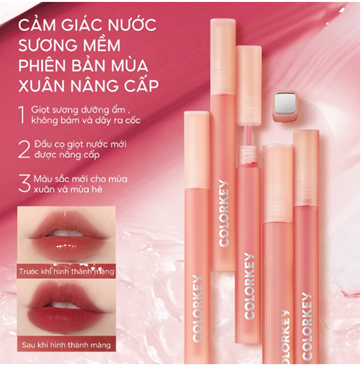 CẢM GIÁC NƯỚC
SƯƠNG MỀM
PHIÊN BẢN MÙA
XUÂN NÂNG CẤP
1 Giọt sương dưỡng ẩm,
không bám và dây ra cốc
2 Đầu cọ giọt nước mới
được nâng cấp
3 Màu sắc mới cho mùa
xuân và mùa hè
Trước khi hình thành màng
Sau khi hình thành màng
COLORKEY
COLORKEY
COLORKEY
COLORKEY
COLORKEY